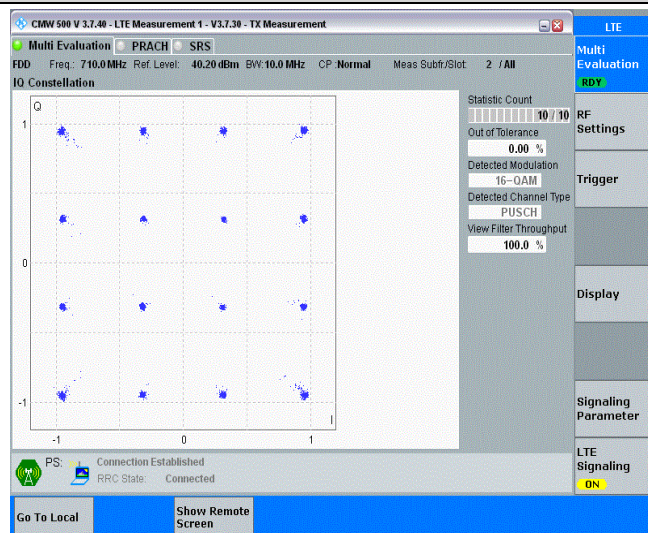 CMW 500 V 3.7.40 - LTE Measurement 1 - V3.7.30 - TX Measurement
LTE
Multi Evaluation PRACH SRS
FDD Freq.: 710.0 MHz Ref. Level: 40.20 dBm BW: 10.0 MHz CP: Normal Meas Subfr./Slot: 2 / All
IQ Constellation
Q
1
0
-1
-1 0 1
I
Statistic Count
10 / 10
Out of Tolerance
0.00 %
Detected Modulation
16-QAM
Detected Channel Type
PUSCH
View Filter Throughput
100.0 %
Multi
Evaluation
RDY
RF
Settings
Trigger
Display
Signaling
Parameter
LTE
Signaling
ON
PS: Connection Established
RRC State: Connected
Go To Local
Show Remote
Screen